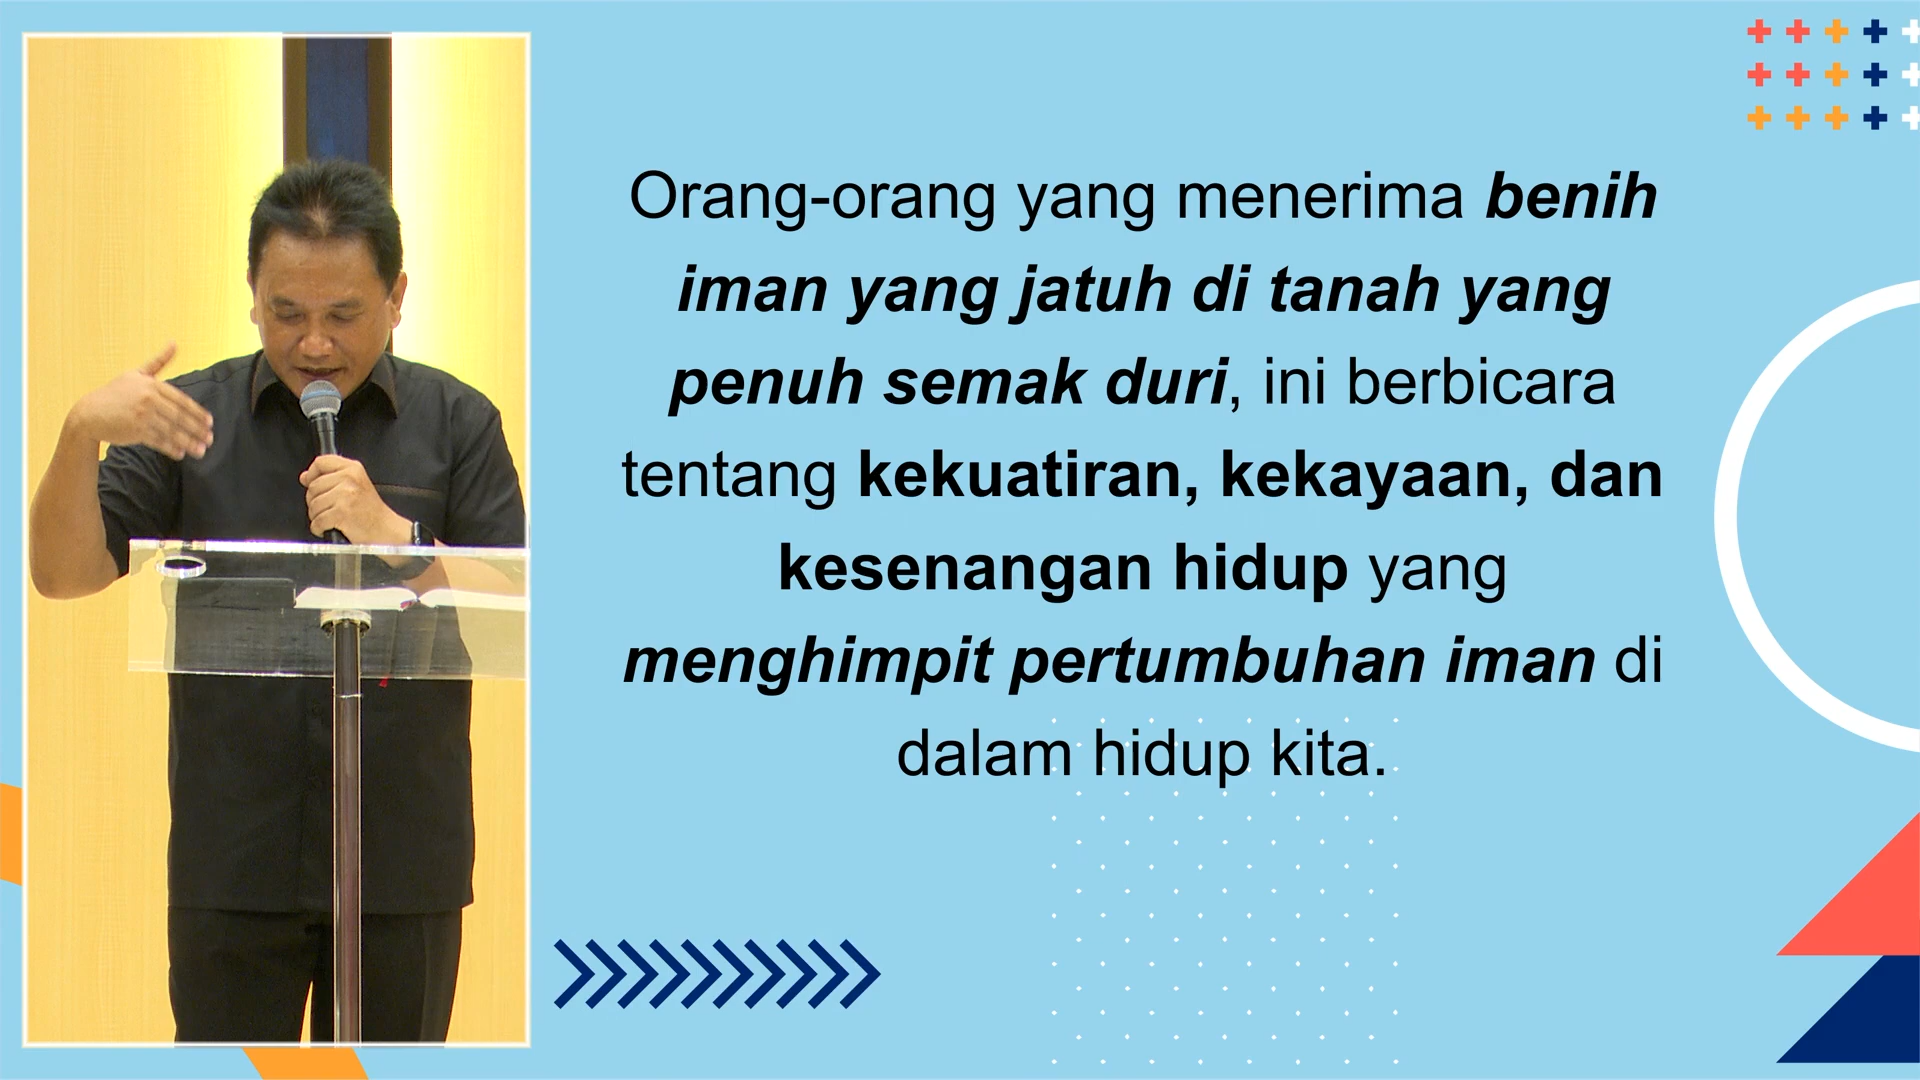 Orang-orang yang menerima benih
iman yang jatuh di tanah yang
penuh semak duri, ini berbicara
tentang kekuatiran, kekayaan, dan
kesenangan hidup yang
menghimpit pertumbuhan iman di
dalam hidup kita.